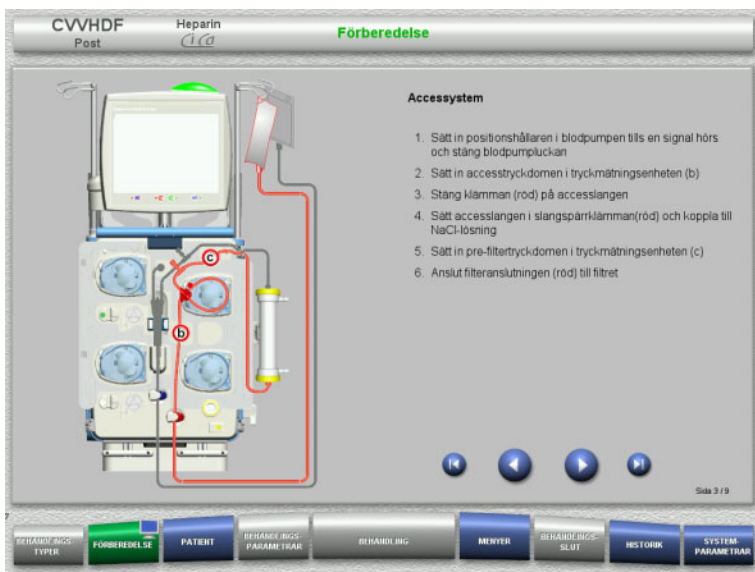 CVVHDF
Post
Heparin
Ci Ca
Förberedelse
Accessystem
1. Sätt in positionshållaren i blodpumpen tills en signal hörs
och stäng blodpumpluckan
2. Sätt in accesstryckdomen i tryckmätningsenheten (b)
3. Stäng klämman (röd) på accesslangen
4. Sätt accesslangen i slangspärrklämman(röd) och koppla till
NaCl-lösning
5. Sätt in pre-filtertryckdomen i tryckmätningsenheten (c)
6. Anslut filteranslutningen (röd) till filtret
c
b
Sida 3 / 9
BEHANDLINGS-
TYPER
FÖRBEREDELSE
PATIENT
BEHANDLINGS-
PARAMETRAR
BEHANDLING
MENYER
BEHANDLINGS-
SLUT
HISTORIK
SYSTEM-
PARAMETRAR